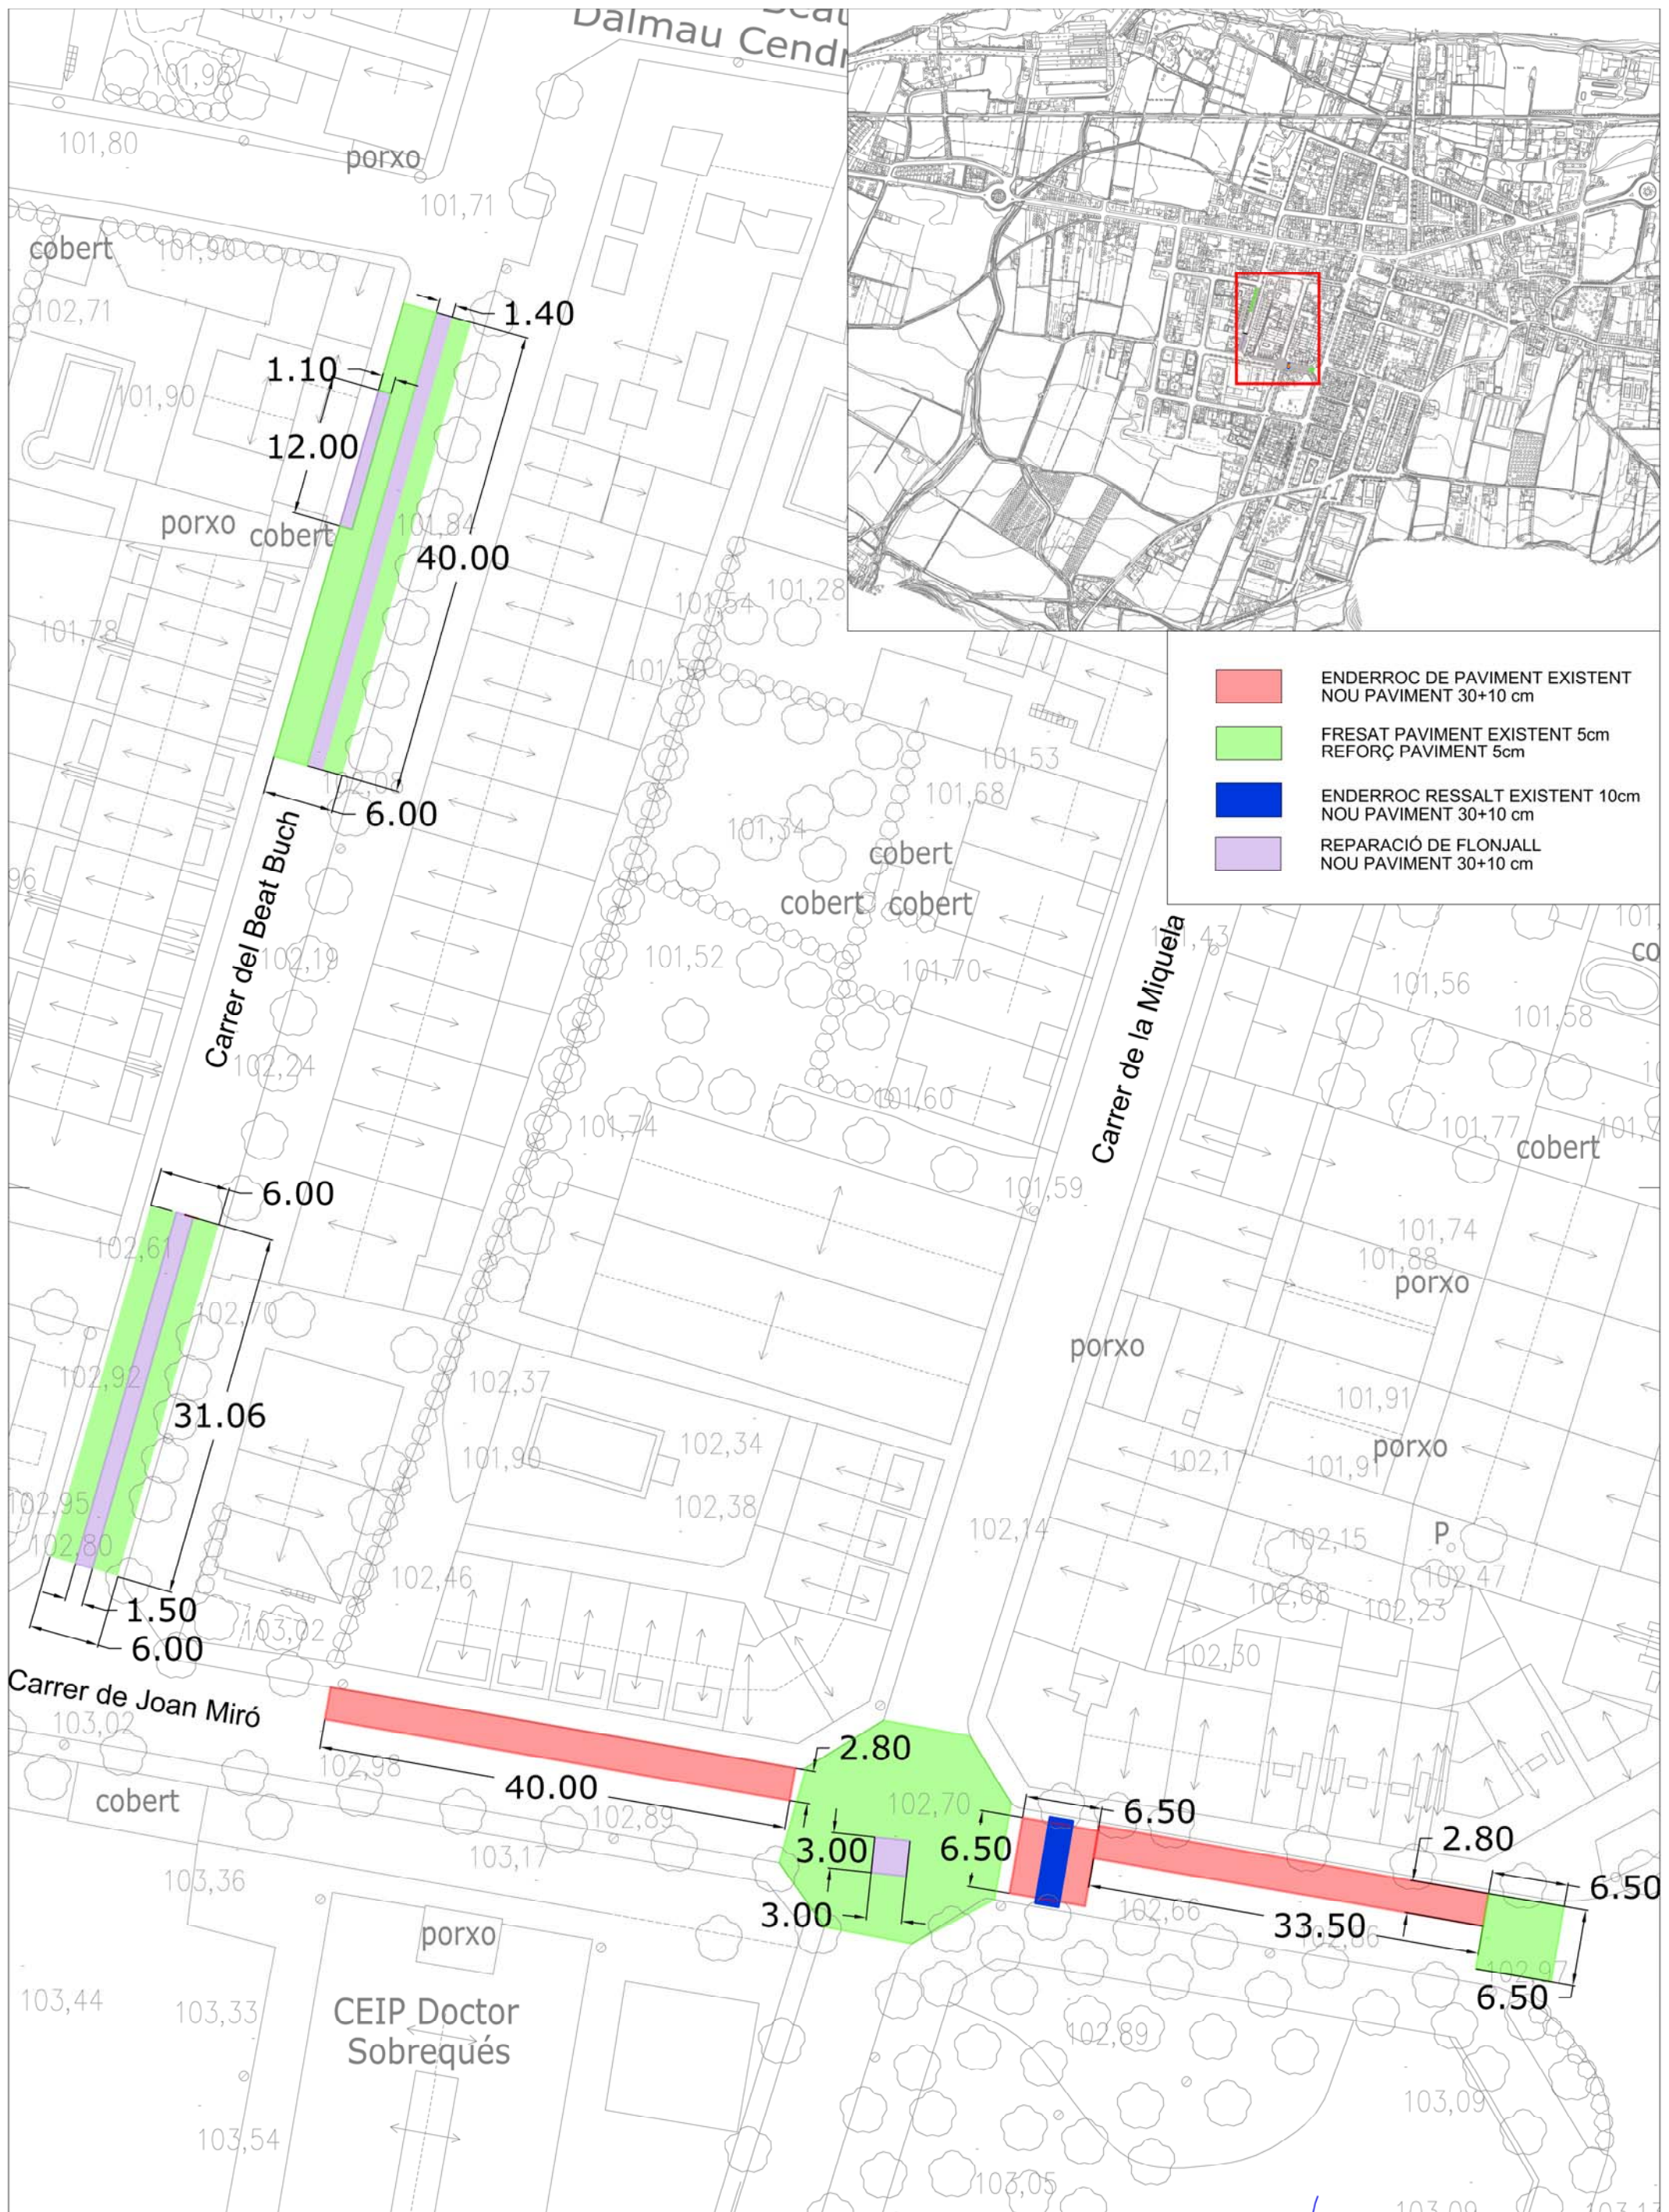 Dalmau Cendr
101,80
porxo
101,71
cobert
101,90
102,71
101,90
1.40
1.10
12.00
porxo
cobert
101,84
40.00
101,78
101,54
101,28
6.00
ENDERROC DE PAVIMENT EXISTENT
NOU PAVIMENT 30+10 cm
FRESAT PAVIMENT EXISTENT 5cm
REFORÇ PAVIMENT 5cm
ENDERROC RESSALT EXISTENT 10cm
NOU PAVIMENT 30+10 cm
REPARACIÓ DE FLONJALL
NOU PAVIMENT 30+10 cm
101,53
101,68
101,34
cobert
cobert
cobert
Carrer del Beat Buch
102,19
101,52
101,70
Carrer de la Miquela
101,56
101,58
102,24
101,60
101,74
101,77
cobert
6.00
101,59
102,61
101,74
101,88
porxo
102,70
porxo
102,92
102,37
101,91
31.06
101,90
102,34
porxo
101,91
102,95
102,38
102,14
102,15
P
102,80
102,46
102,47
102,68
102,23
1.50
6.00
103,02
102,30
Carrer de Joan Miró
103,02
102,98
2.80
40.00
cobert
102,89
102,70
6.50
3.00
6.50
2.80
103,17
103,36
6.50
3.00
102,66
33.50
102,86
porxo
102,97
6.50
103,44
103,33
CEIP Doctor
Sobrequés
102,89
103,09
103,54
103,05